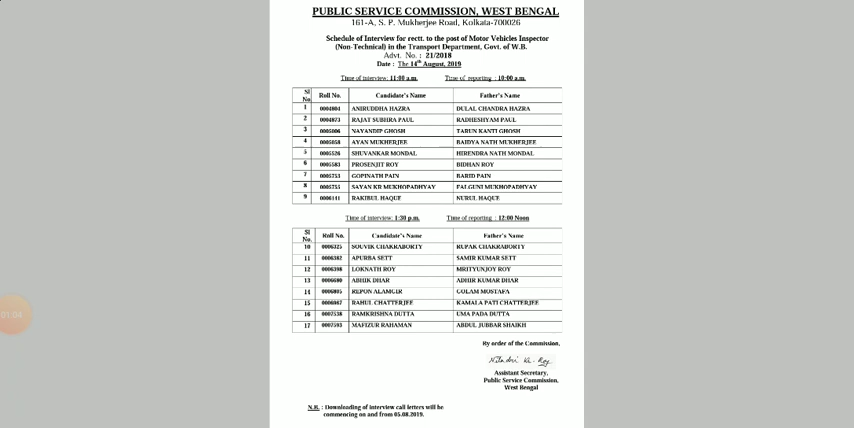 PUBLIC SERVICE COMMISSION, WEST BENGAL
161-A, S. P. Mukherjee Road, Kolkata-700026
Schedule of Interview for rectt. to the post of Motor Vehicles Inspector
(Non-Technical) in the Transport Department, Govt. of W.B.
Advt. No. : 21/2018
Date : The 14th August, 2019
Time of interview: 11:00 a.m. Time of reporting : 10:00 a.m.
Sl No. Roll No. Candidate's Name Father's Name
1 0004804 ANIRUDDHA HAZRA DULAL CHANDRA HAZRA
2 0004873 RAJAT SUBHRA PAUL RADHESHYAM PAUL
3 0005006 NAYANDIP GHOSH TARUN KANTI GHOSH
4 0005058 AYAN MUKHERJEE BAIDYA NATH MUKHERJEE
5 0005526 SHUVANKAR MONDAL HIRENDRA NATH MONDAL
6 0005583 PROSENJIT ROY BIDHAN ROY
7 0005753 GOPINATH PAIN BARID PAIN
8 0005755 SAYAN KR MUKHOPADHYAY FALGUNI MUKHOPADHYAY
9 0006141 RAKIBUL HAQUE NURUL HAQUE
Time of interview: 1:30 p.m. Time of reporting : 12:00 Noon
Sl No. Roll No. Candidate's Name Father's Name
10 0006325 SOUVIK CHAKRABORTY RUPAK CHAKRABORTY
11 0006382 APURBA SETT SAMIR KUMAR SETT
12 0006398 LOKNATH ROY MRITYUNJOY ROY
13 0006600 ABHIK DHAR ADHIR KUMAR DHAR
14 0006805 REPON ALAMGIR GOLAM MOSTAFA
15 0006867 RAHUL CHATTERJEE KAMALA PATI CHATTERJEE
16 0007538 RAMKRISHNA DUTTA UMA PADA DUTTA
17 0007593 MAFIZUR RAHAMAN ABDUL JUBBAR SHAIKH
By order of the Commission,
Niladri Kr. Roy
Assistant Secretary,
Public Service Commission,
West Bengal
N.B. : Downloading of interview call letters will be
commencing on and from 05.08.2019.
01:04